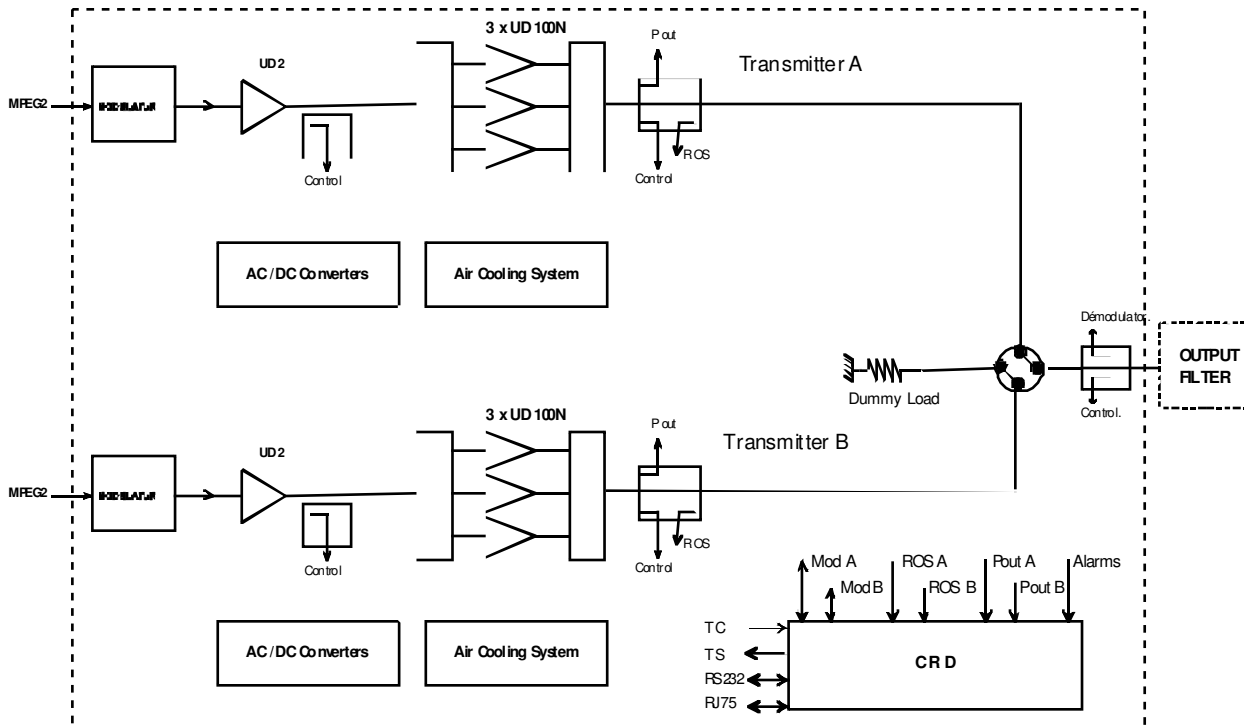 3 x UD100N
Pout
Transmitter A
UD2
MPEG2
ROS
Control
Control
AC/DC Converters
Air Cooling System
Démodulator.
OUTPUT
FILTER
Dummy Load
Control.
3 x UD100N
Pout
Transmitter B
UD2
MPEG2
ROS
Control
Control
Mod A
ROS A
Pout A
Alarms
Mod B
ROS B
Pout B
AC/DC Converters
Air Cooling System
TC
TS
RS232
RJ75
CRD